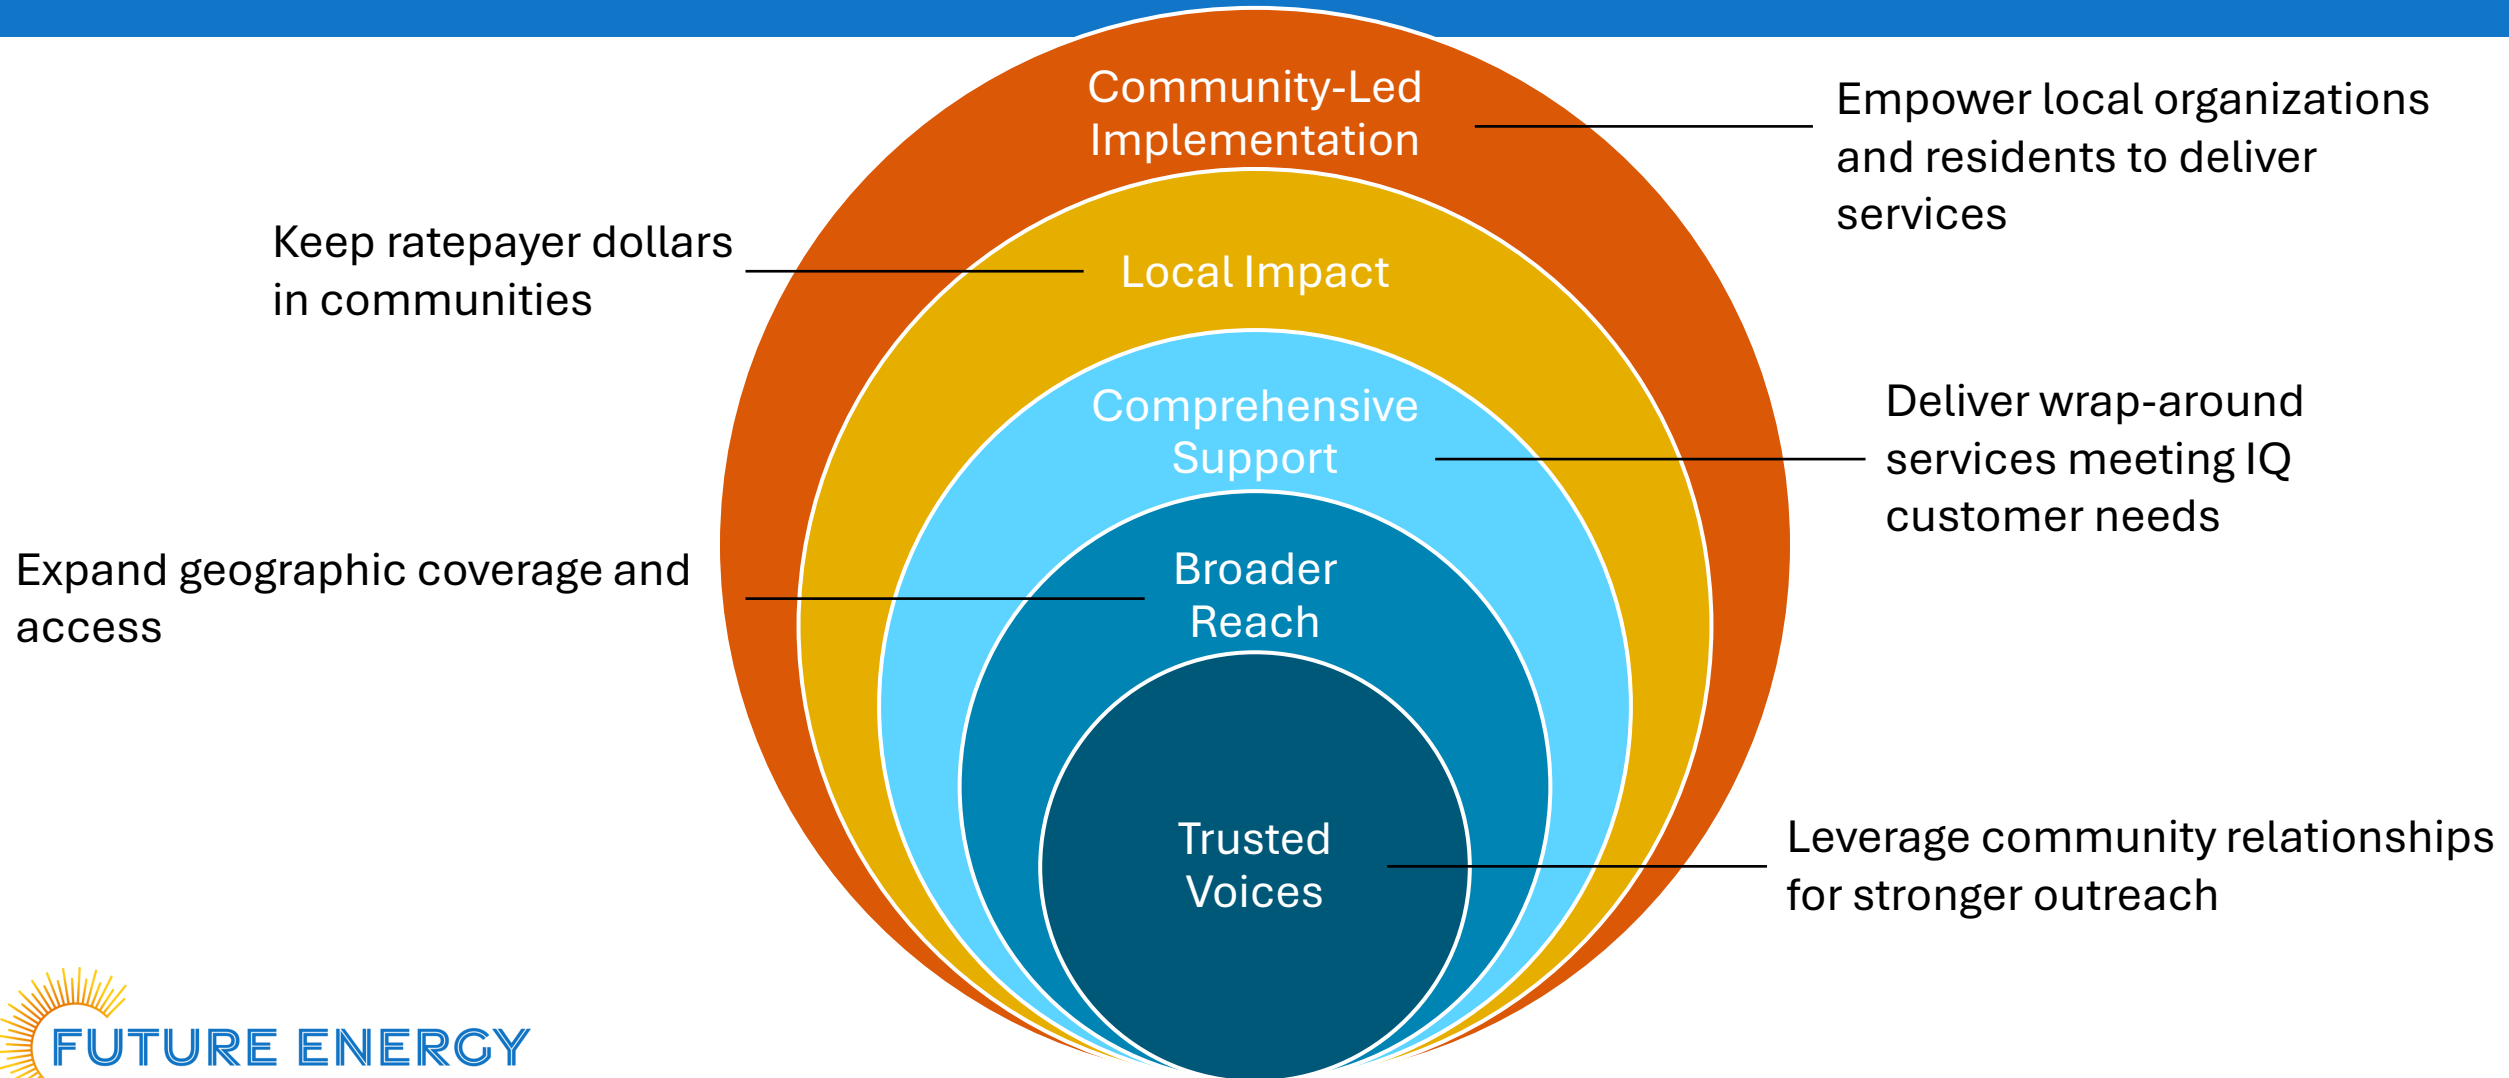 Community-Led
Implementation
Empower local organizations
and residents to deliver
services
Keep ratepayer dollars
in communities
Local Impact
Comprehensive
Support
Deliver wrap-around
services meeting IQ
customer needs
Expand geographic coverage and
access
Broader
Reach
Trusted
Voices
Leverage community relationships
for stronger outreach
FUTURE ENERGY